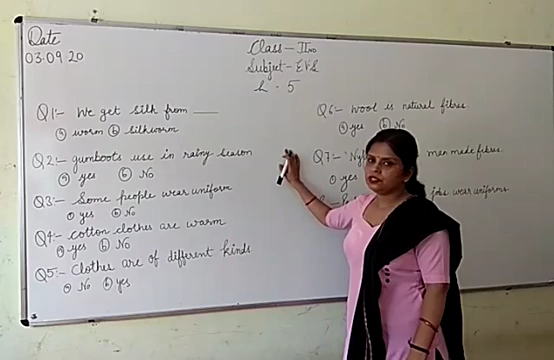 Date
03.09.20
Class - II ND
Subject - EVS
L - 5
Q1:- We get silk from ____
ⓐ worm ⓑ silkworm
Q2:- gumboots use in rainy season
ⓐ yes ⓑ No
Q3:- Some people wear uniform
ⓐ yes ⓑ No
Q4:- cotton clothes are warm
ⓐ yes ⓑ No
Q5:- Clothes are of different kinds
ⓐ No ⓑ yes
Q6:- wool is natural fibres.
ⓐ yes ⓑ No
Q7:- men made fibres.
ⓐ yes
jobs wear uniforms.